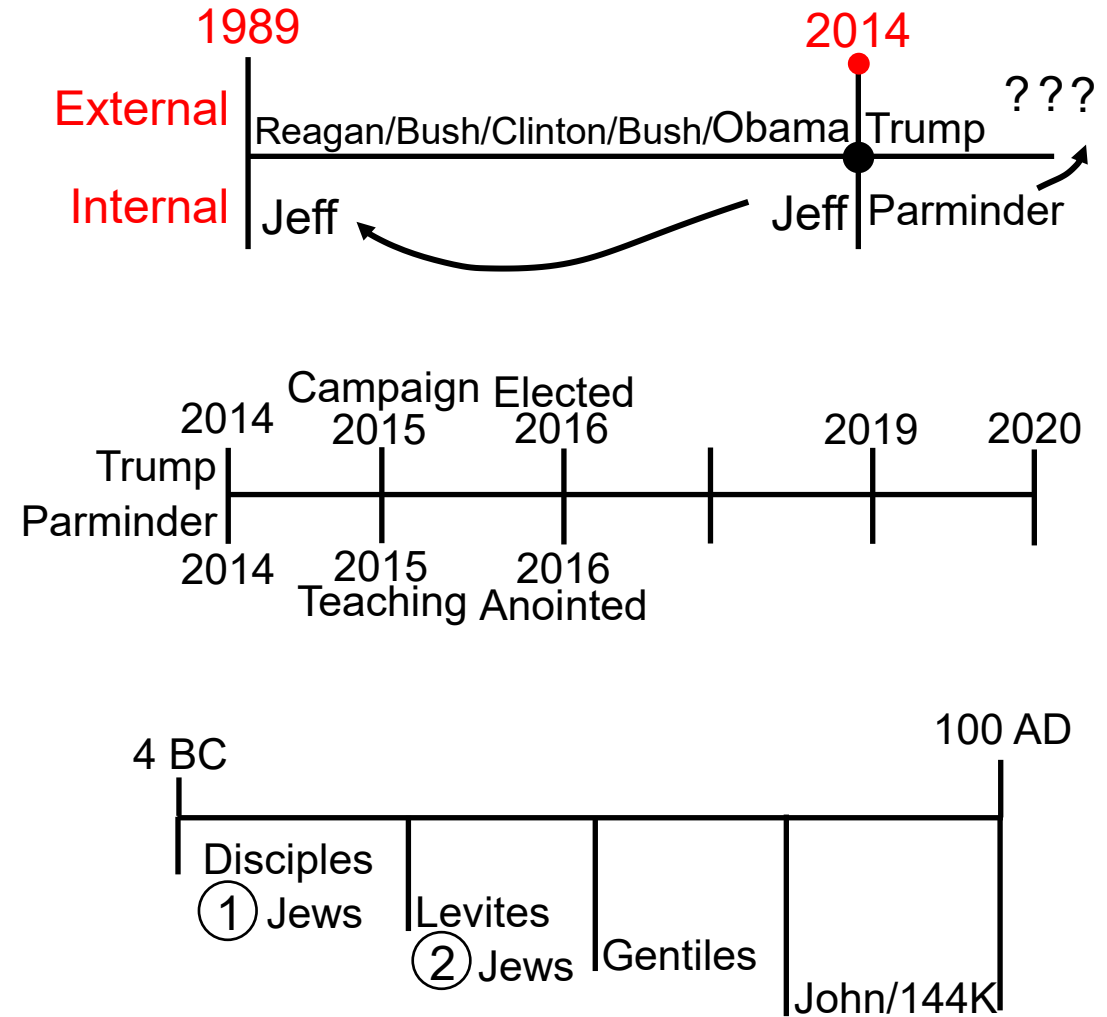 1989
2014
External
Reagan/Bush/Clinton/Bush/Obama
Trump
???
Internal
Jeff
Jeff
Parminder
Campaign Elected
2014 2015 2016 2019 2020
Trump
Parminder
2014 2015 2016
Teaching Anointed
4 BC
100 AD
Disciples
1 Jews
Levites
2 Jews
Gentiles
John/144K